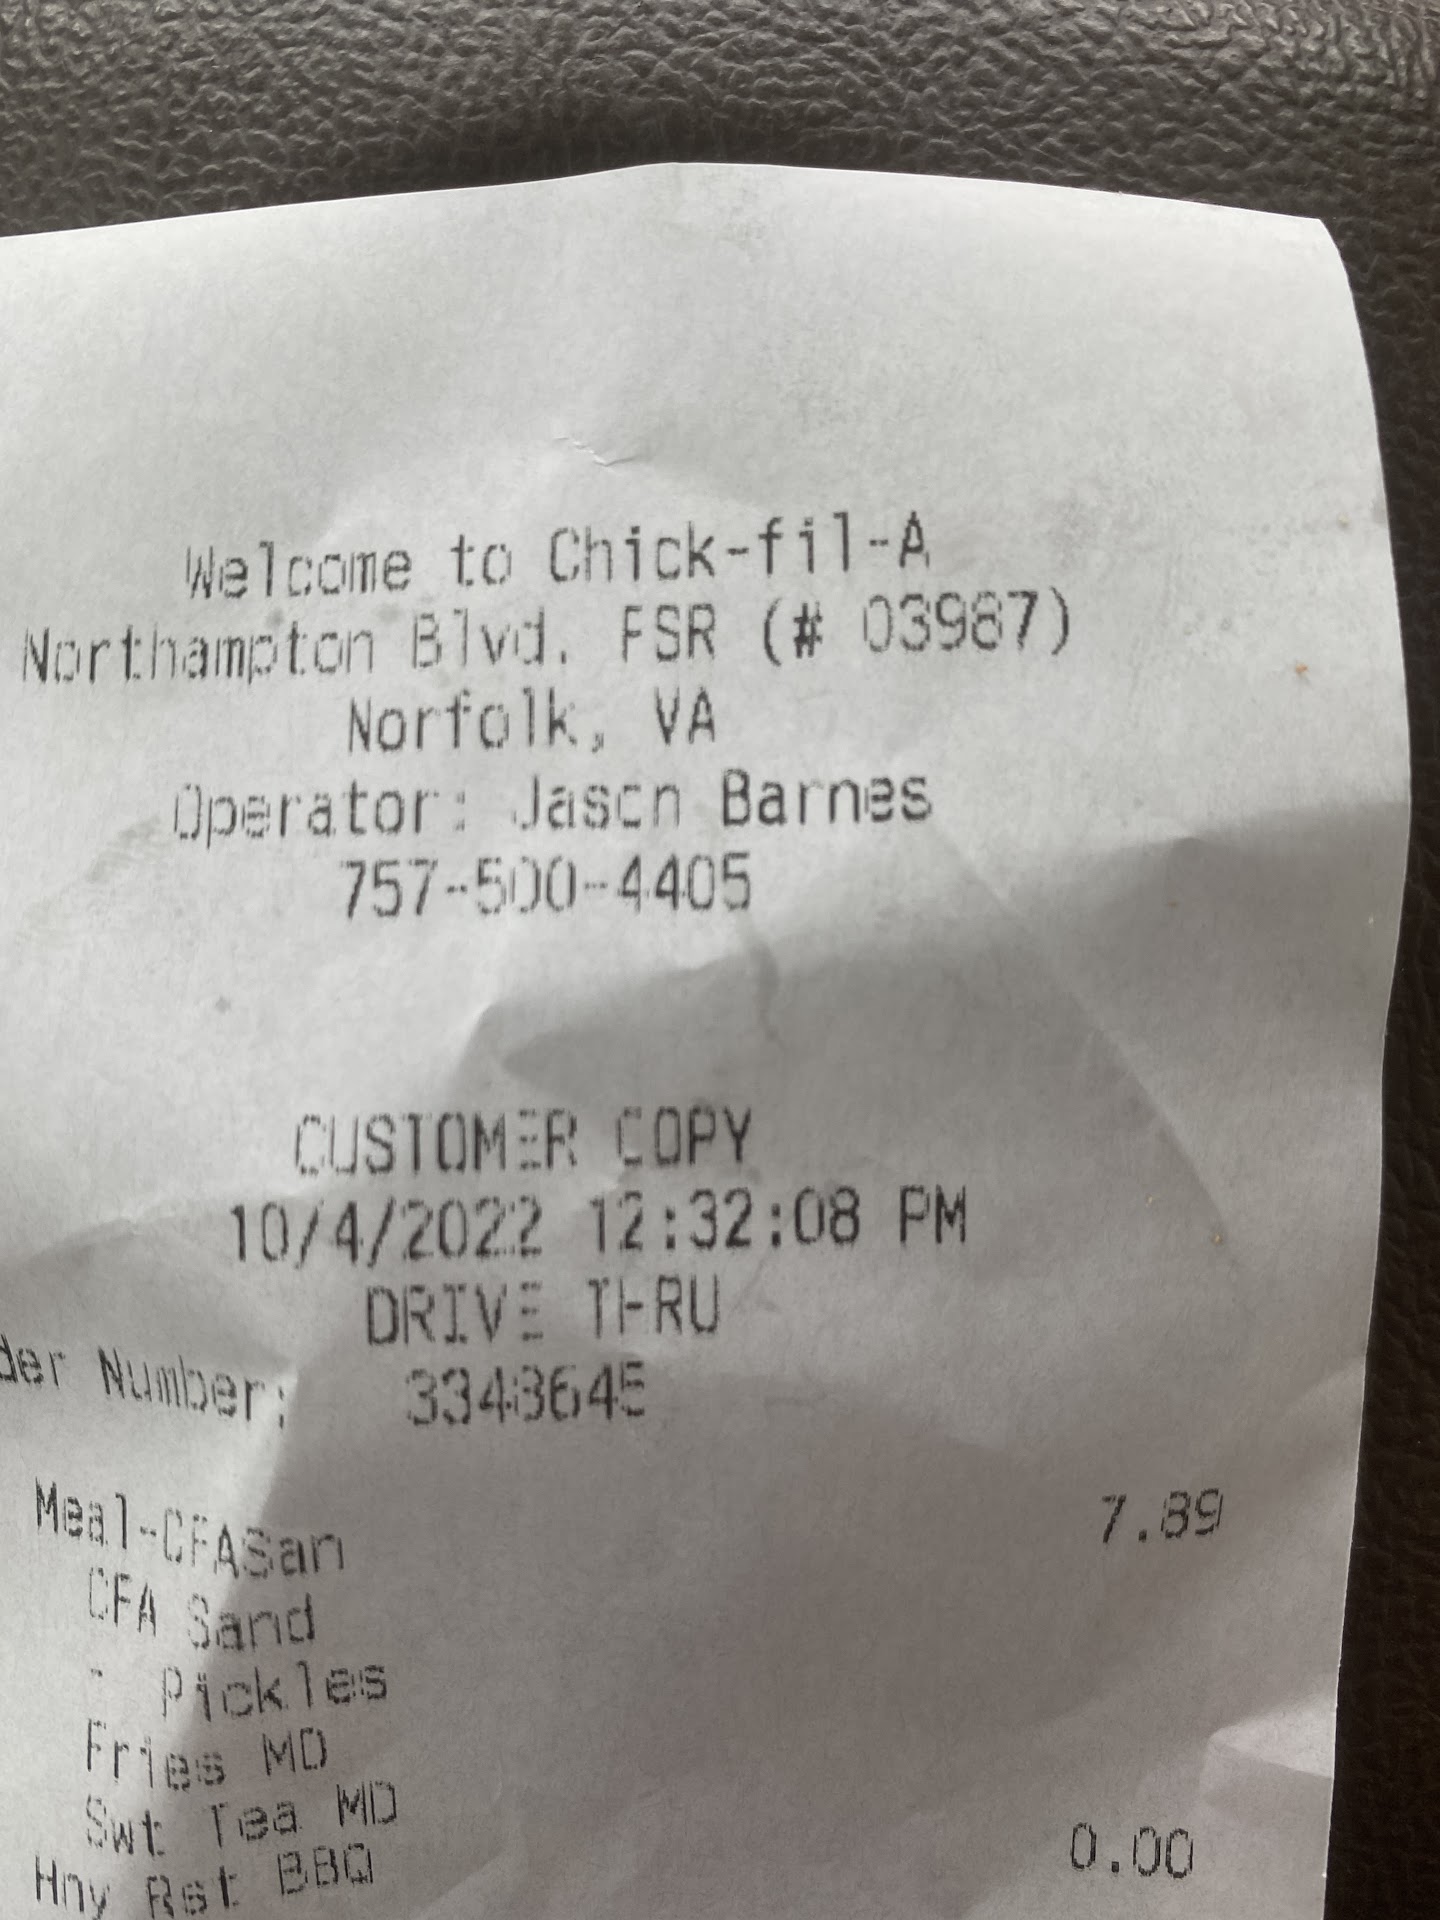 Welcome to Chick-fil-A
Northampton Blvd. FSR (# 03987)
Norfolk, VA
Operator: Jason Barnes
757-500-4405
CUSTOMER COPY
10/4/2022 12:32:08 PM
DRIVE THRU
der Number: 3348645
Meal-CFASan 7.89
CFA Sand
- Pickles
Fries MD
Swt Tea MD
Hny Rst BBQ 0.00